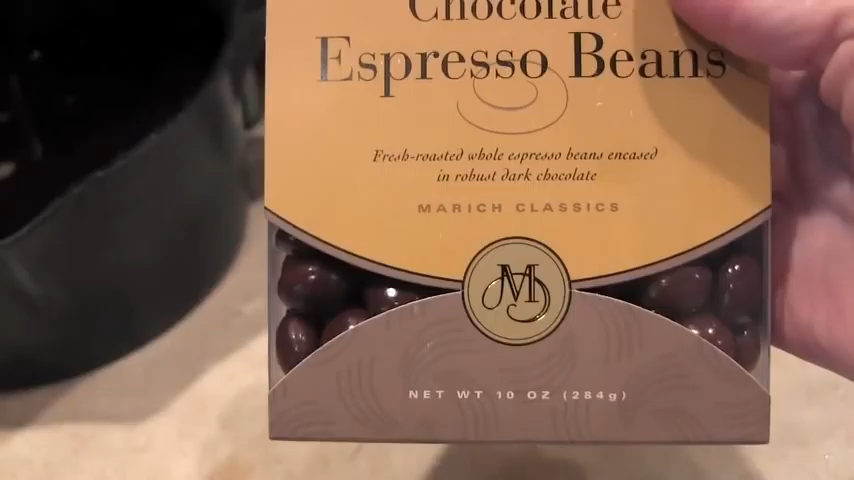 Chocolate
Espresso Beans
Fresh-roasted whole espresso beans encased
in robust dark chocolate
MARICH CLASSICS
M
NET WT 10 OZ (284g)